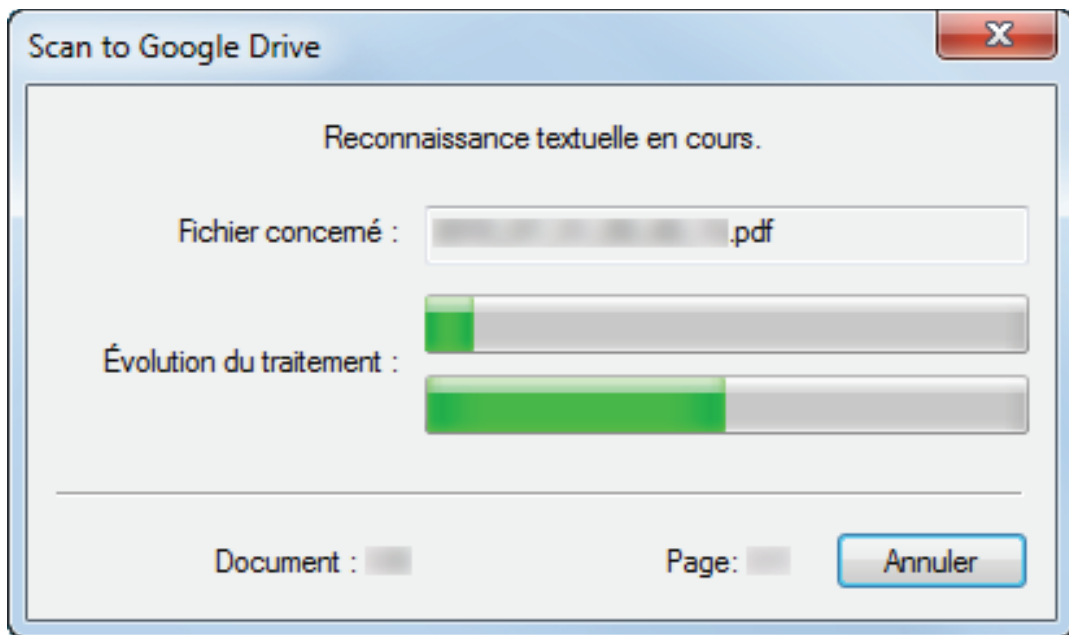 Scan to Google Drive
Reconnaissance textuelle en cours.
Fichier concerné :
.pdf
Évolution du traitement :
Document :
Page:
Annuler